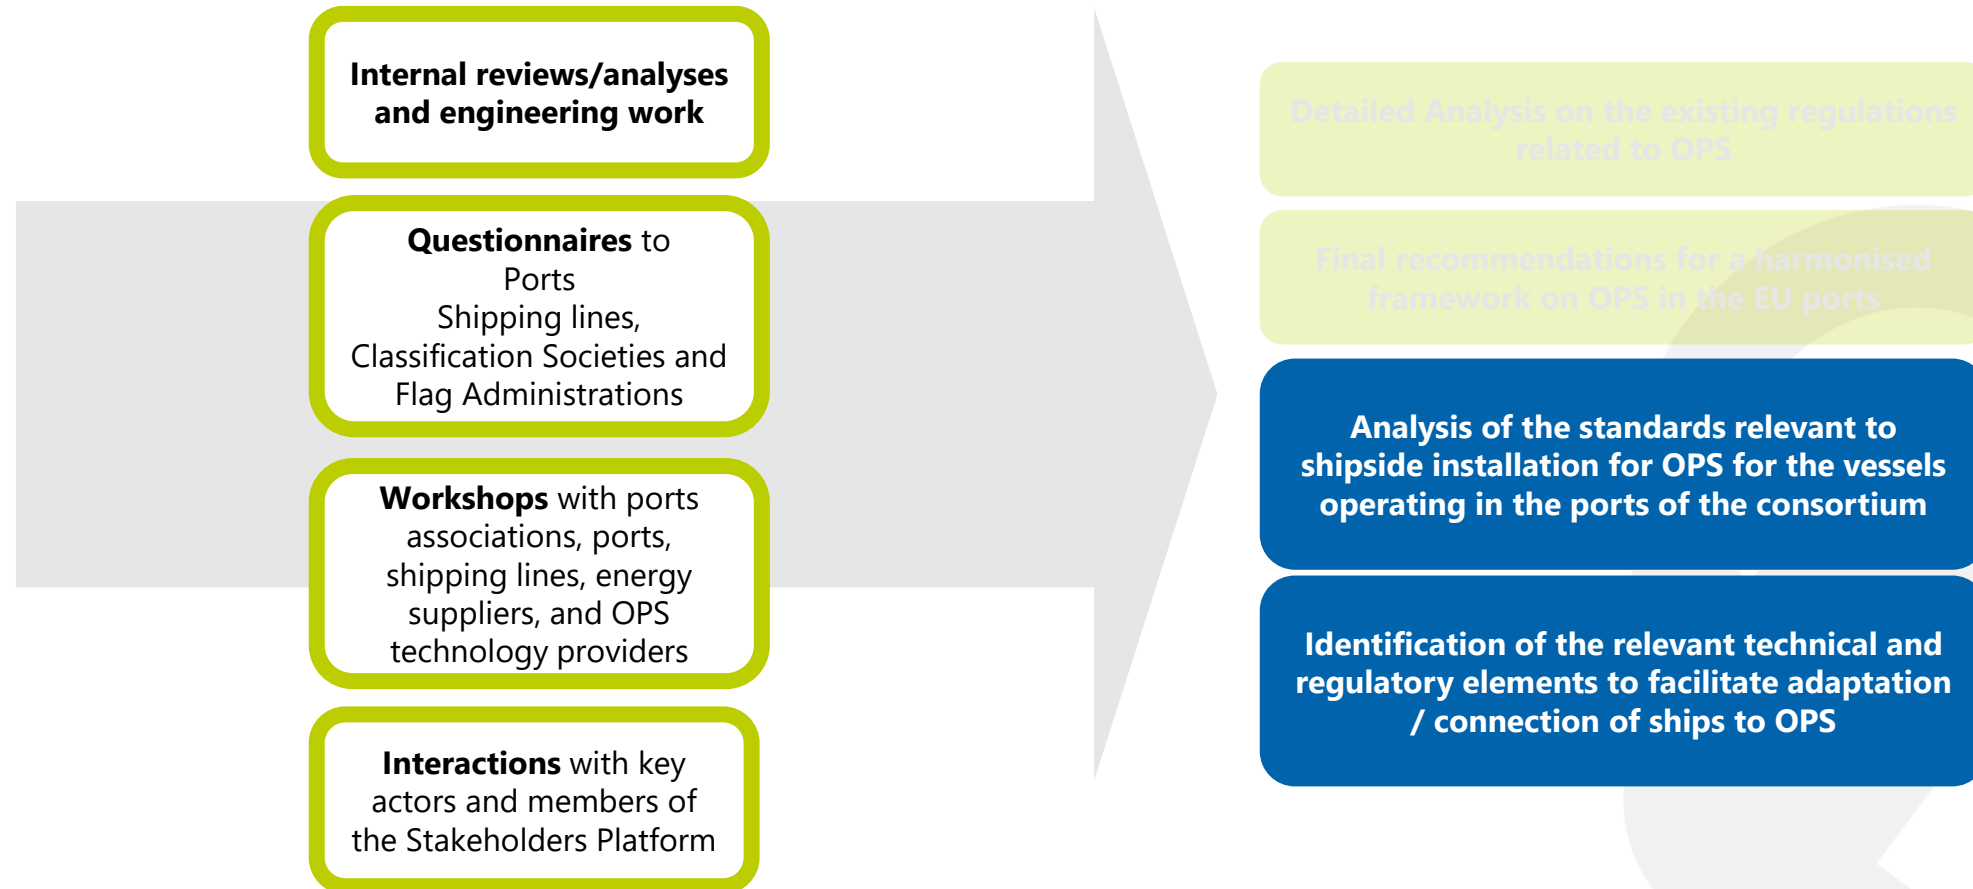 Internal reviews/analyses
and engineering work
Questionnaires to
Ports
Shipping lines,
Classification Societies and
Flag Administrations
Workshops with ports
associations, ports,
shipping lines, energy
suppliers, and OPS
technology providers
Interactions with key
actors and members of
the Stakeholders Platform
Detailed Analysis on the existing regulations
related to OPS
Final recommendations for a harmonised
framework on OPS in the EU ports
Analysis of the standards relevant to
shipside installation for OPS for the vessels
operating in the ports of the consortium
Identification of the relevant technical and
regulatory elements to facilitate adaptation
/ connection of ships to OPS